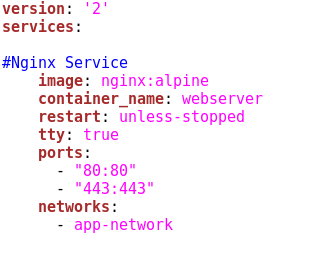 version: '2'
services:

#Nginx Service
    image: nginx:alpine
    container_name: webserver
    restart: unless-stopped
    tty: true
    ports:
      - "80:80"
      - "443:443"
    networks:
      - app-network